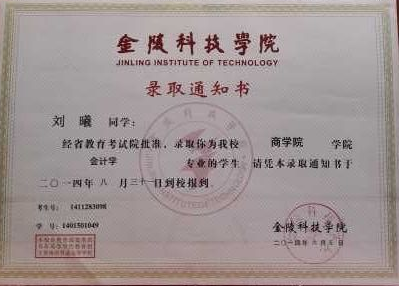 金陵科技學院
JINLING INSTITUTE OF TECHNOLOGY
录取通知书
刘 曦 同学：
经省教育考试院批准，录取你为我校 商学院 学院
会计学 专业的学生 请凭本录取通知书于
二〇一四年 八 月 三十一 日到校报到。
考生号： 1411283098
学 号： 1401501049
金陵科技學院
二〇一四年八月 日